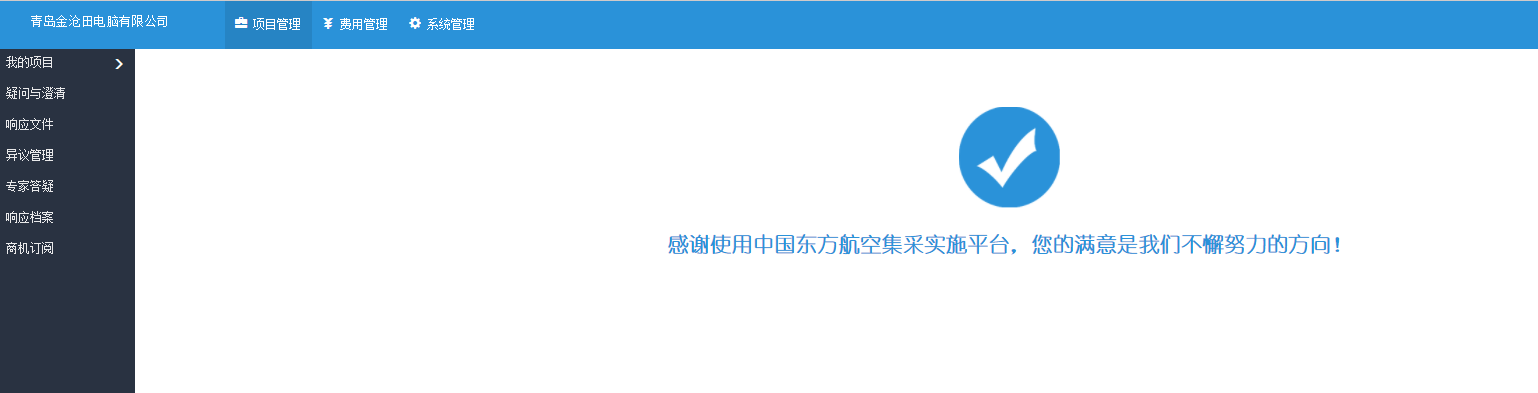 青岛金沧田电脑有限公司
项目管理
费用管理
系统管理
我的项目
疑问与澄清
响应文件
异议管理
专家答疑
响应档案
商机订阅
感谢使用中国东方航空集采实施平台，您的满意是我们不懈努力的方向！